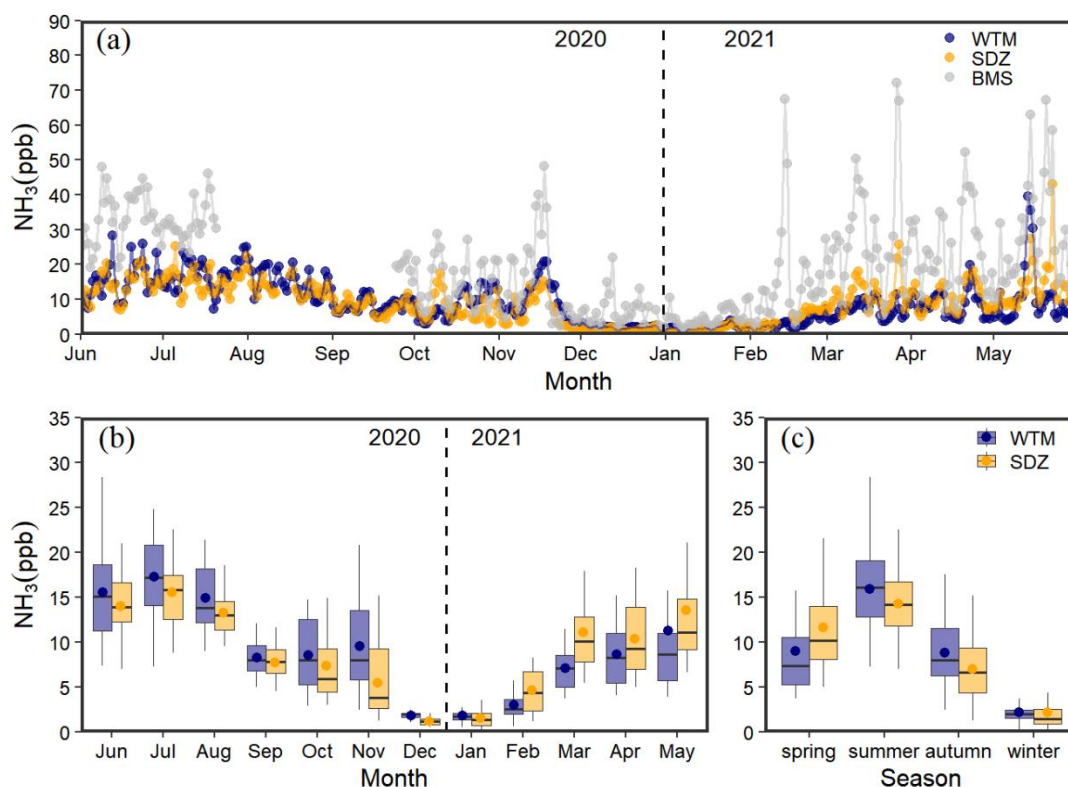 (a)
2020
2021
WTM
SDZ
BMS
NH₃(ppb)
90
80
70
60
50
40
30
20
10
0
Jun Jul Aug Sep Oct Nov Dec Jan Feb Mar Apr May
Month
(b)
2020
2021
NH₃(ppb)
35
30
25
20
15
10
5
0
Jun Jul Aug Sep Oct Nov Dec Jan Feb Mar Apr May
Month
(c)
WTM
SDZ
35
30
25
20
15
10
5
0
spring summer autumn winter
Season